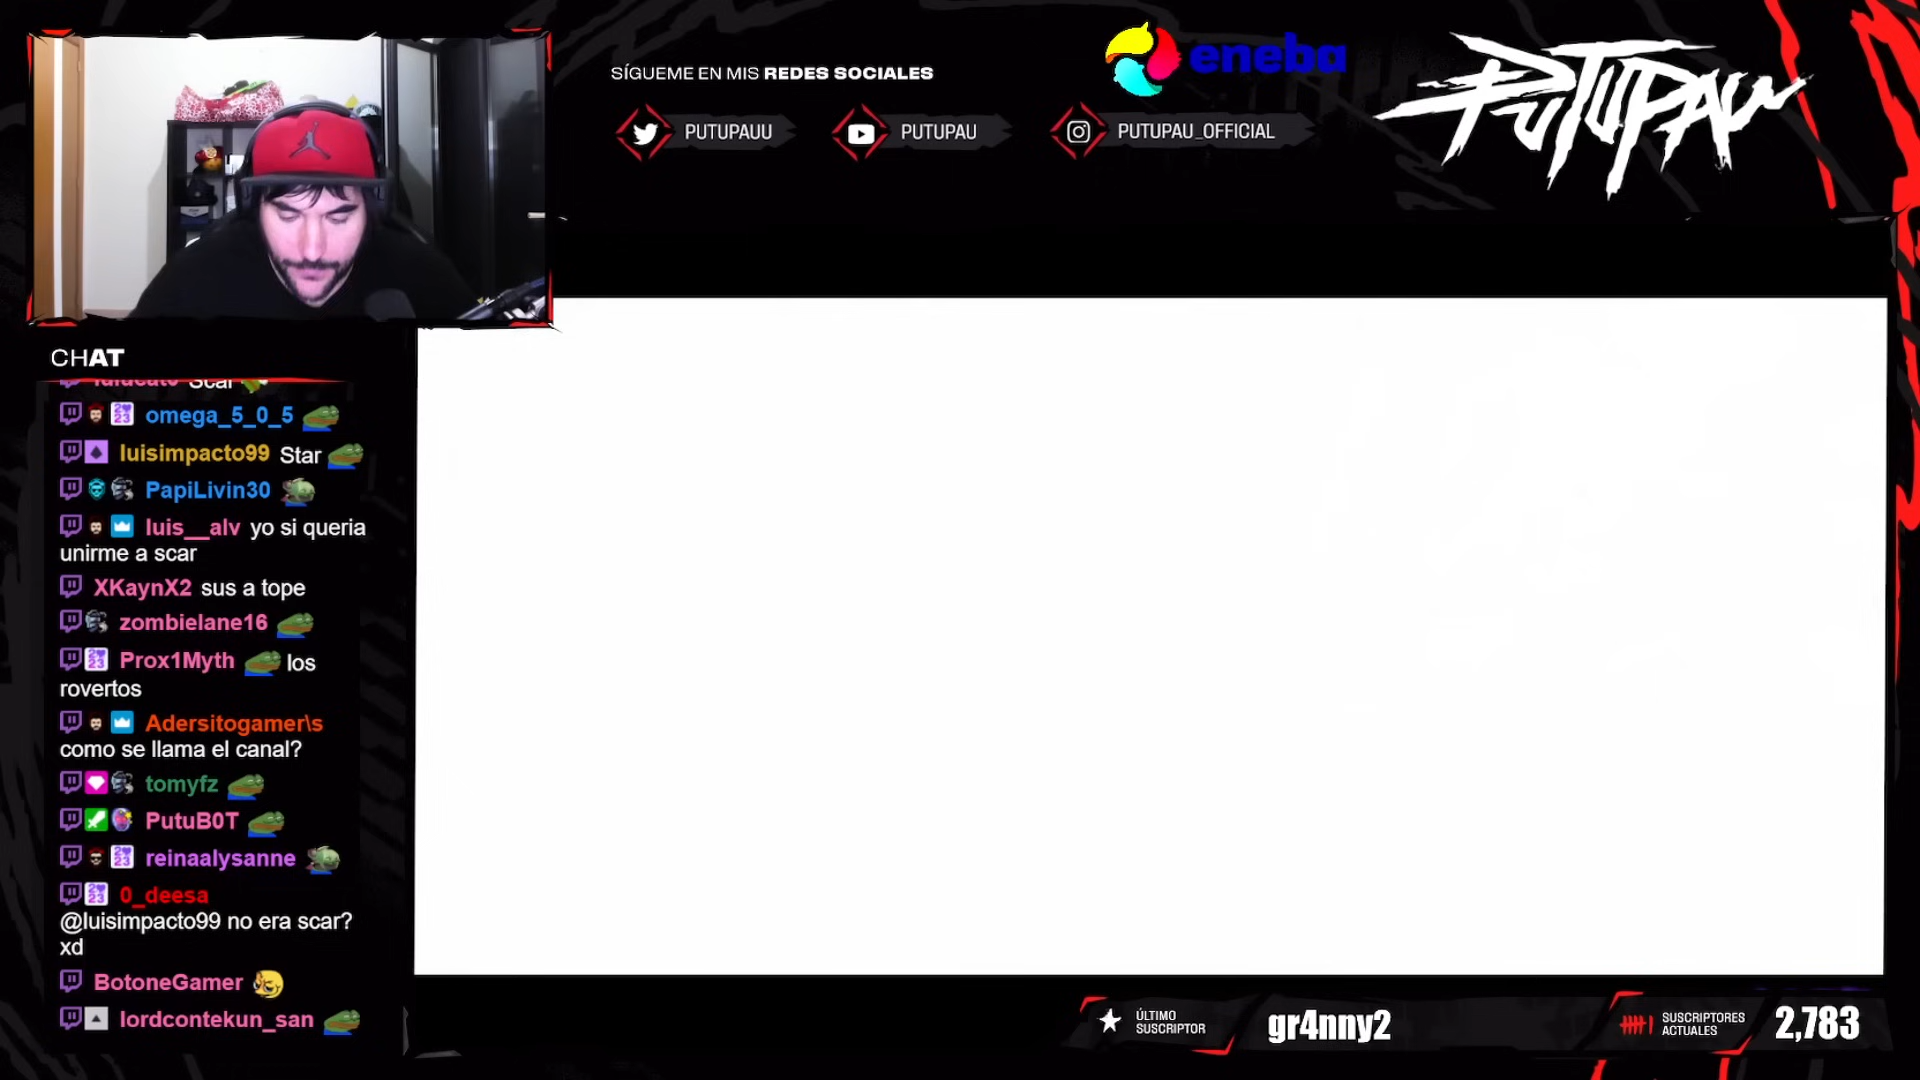 SÍGUEME EN MIS REDES SOCIALES
eneba
PUTUPAU
PUTUPAUU
PUTUPAU
PUTUPAU_OFFICIAL
CHAT
Scar
omega_5_0_5
luisimpacto99 Star
PapiLivin30
luis__alv yo si queria
unirme a scar
XKaynX2 sus a tope
zombielane16
Prox1Myth los
rovertos
Adersitogamer\s
como se llama el canal?
tomyfz
PutuB0T
reinaalysanne
0_deesa
@luisimpacto99 no era scar?
xd
BotoneGamer
lordcontekun_san
ÚLTIMO
SUSCRIPTOR
gr4nny2
SUSCRIPTORES
ACTUALES
2,783